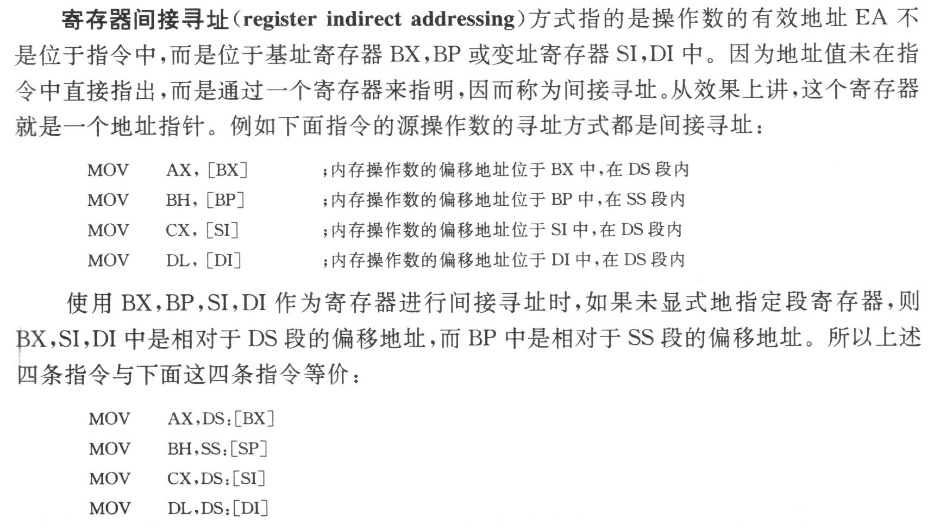 寄存器间接寻址(register indirect addressing)方式指的是操作数的有效地址 EA 不
是位于指令中,而是位于基址寄存器 BX,BP 或变址寄存器 SI,DI 中。因为地址值未在指
令中直接指出,而是通过一个寄存器来指明,因而称为间接寻址。从效果上讲,这个寄存器
就是一个地址指针。例如下面指令的源操作数的寻址方式都是间接寻址:
MOV AX, [BX] ;内存操作数的偏移地址位于 BX 中,在 DS 段内
MOV BH, [BP] ;内存操作数的偏移地址位于 BP 中,在 SS 段内
MOV CX, [SI] ;内存操作数的偏移地址位于 SI 中,在 DS 段内
MOV DL, [DI] ;内存操作数的偏移地址位于 DI 中,在 DS 段内
使用 BX,BP,SI,DI 作为寄存器进行间接寻址时,如果未显式地指定段寄存器,则
BX,SI,DI 中是相对于 DS 段的偏移地址,而 BP 中是相对于 SS 段的偏移地址。所以上述
四条指令与下面这四条指令等价:
MOV AX,DS:[BX]
MOV BH,SS:[SP]
MOV CX,DS:[SI]
MOV DL,DS:[DI]